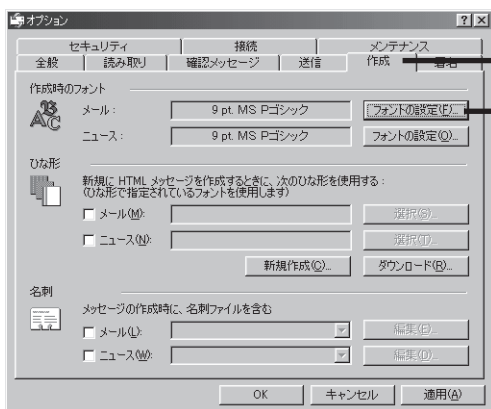 オプション
セキュリティ 接続 メンテナンス
全般 読み取り 確認メッセージ 送信 作成 署名
作成時のフォント
メール： 9 pt. MS Pゴシック フォントの設定(F)...
ニュース： 9 pt. MS Pゴシック フォントの設定(O)...
ひな形
新規に HTML メッセージを作成するときに、次のひな形を使用する：
(ひな形で指定されているフォントを使用します)
メール(M): 選択(S)...
ニュース(N): 選択(T)...
新規作成(C)... ダウンロード(R)...
名刺
メッセージの作成時に、名刺ファイルを含む
メール(L): 編集(E)...
ニュース(W): 編集(D)...
OK キャンセル 適用(A)